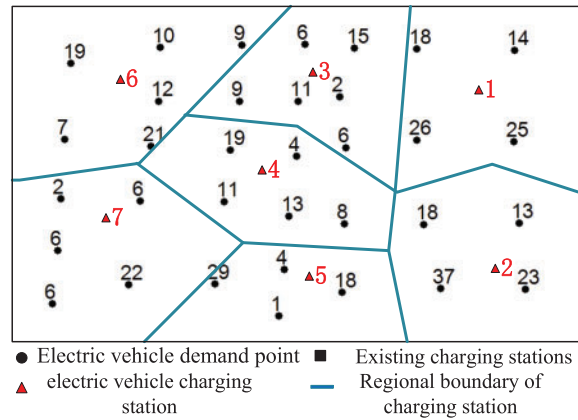 19 10 9 6 15 18 14
6 3 1
12 9 11 2
7 21 19 4 6 26 25
4
2 6 11 13 8 18 13
7
6 4 5 2
22 29 18 37 23
6 1
Electric vehicle demand point Existing charging stations
electric vehicle charging station Regional boundary of charging station